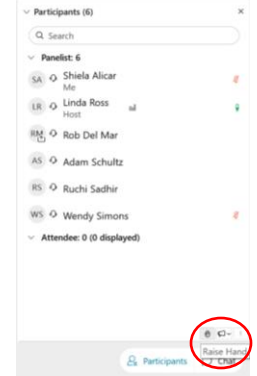 Participants (6)
Search
Panelist: 6
SA Shiela Alicar
Me
LR Linda Ross
Host
RM Rob Del Mar
AS Adam Schultz
RS Ruchi Sadhir
WS Wendy Simons
Attendee: 0 (0 displayed)
Raise Hand
Participants Chat